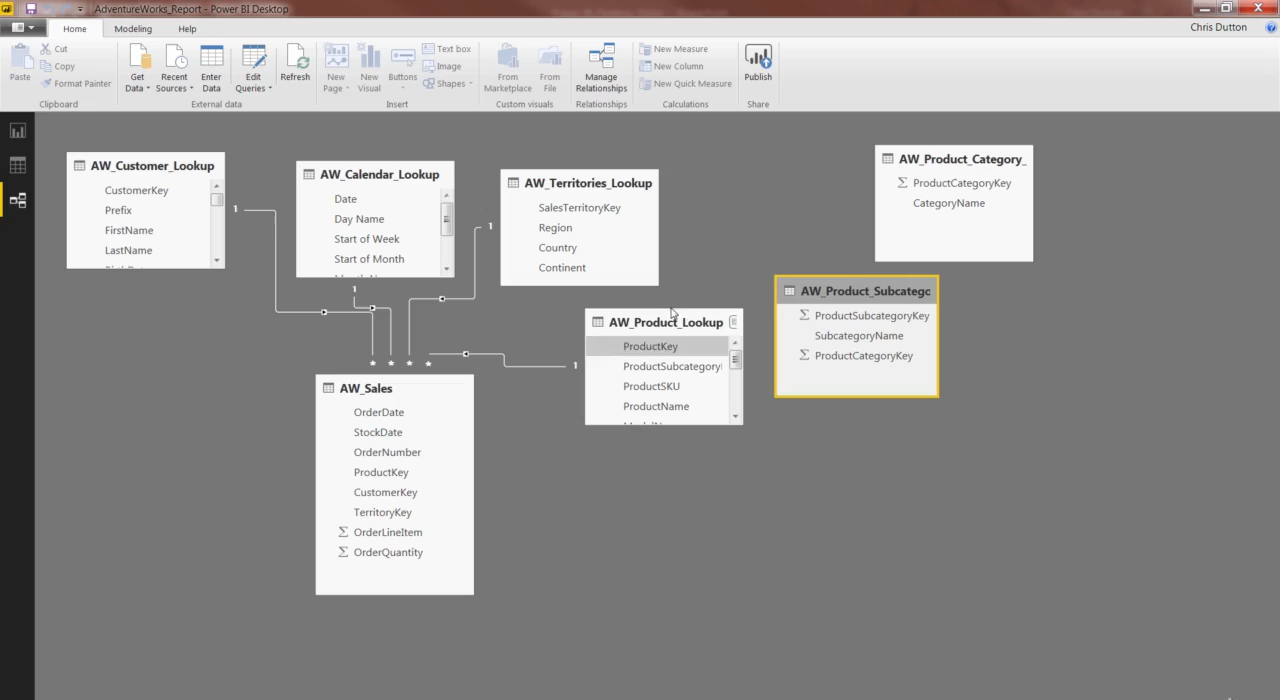 AdventureWorks_Report - Power BI Desktop
Home Modeling Help
Chris Dutton
Paste
Cut
Copy
Format Painter
Clipboard
Get Data
Recent Sources
Enter Data
Edit Queries
Refresh
External data
New Page
New Visual
Buttons
Text box
Image
Shapes
Insert
From Marketplace
From File
Custom visuals
Manage Relationships
Relationships
New Measure
New Column
New Quick Measure
Calculations
Publish
Share
AW_Customer_Lookup
CustomerKey
Prefix
FirstName
LastName
1
AW_Calendar_Lookup
Date
Day Name
Start of Week
Start of Month
1
AW_Territories_Lookup
SalesTerritoryKey
Region
Country
Continent
1
AW_Product_Category_
ProductCategoryKey
CategoryName
AW_Product_Subcatego
ProductSubcategoryKey
SubcategoryName
ProductCategoryKey
AW_Product_Lookup
ProductKey
ProductSubcategory
ProductSKU
ProductName
1
* * * *
AW_Sales
OrderDate
StockDate
OrderNumber
ProductKey
CustomerKey
TerritoryKey
Σ OrderLineItem
Σ OrderQuantity